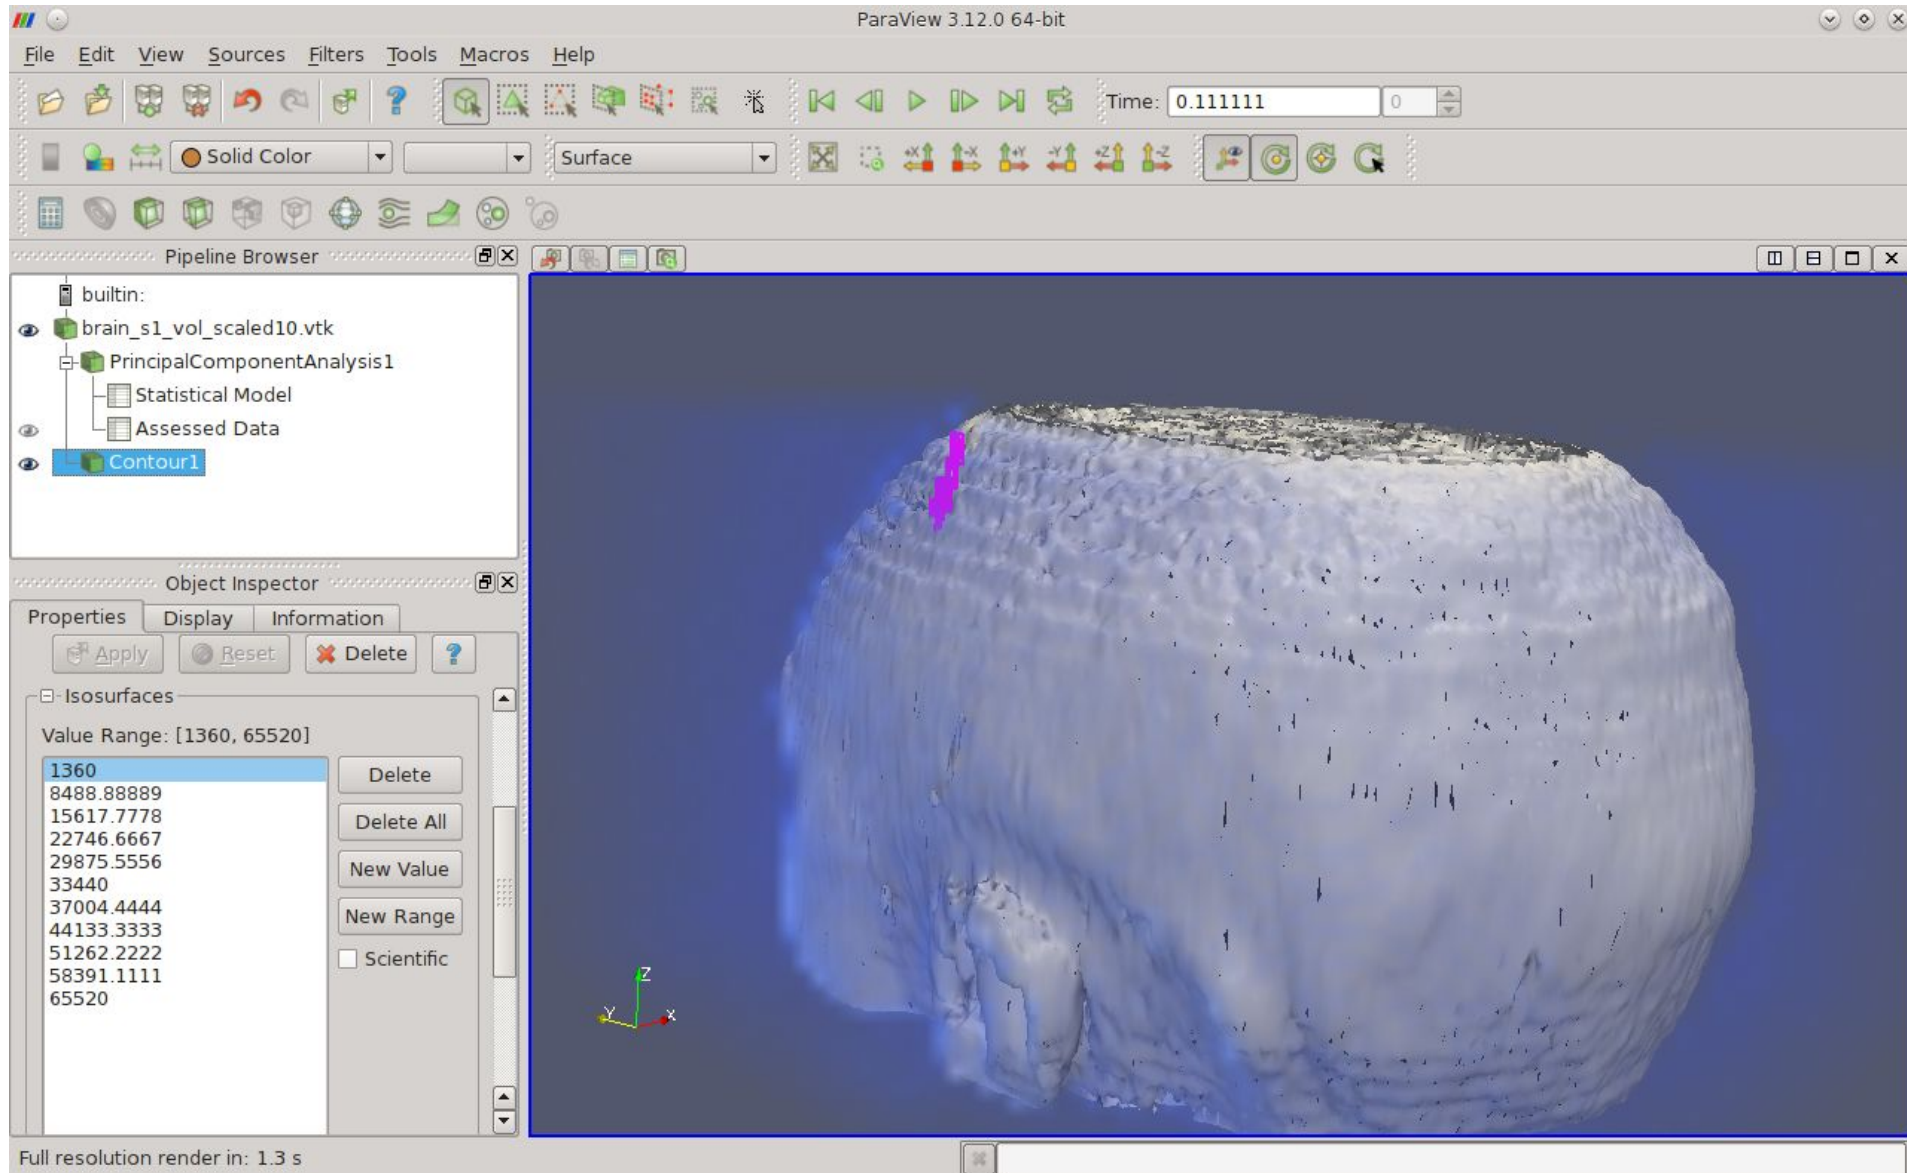 ParaView 3.12.0 64-bit
File Edit View Sources Filters Tools Macros Help
Time: 0.111111 0
Solid Color Surface
+X -X +Y -Y +Z -Z
Pipeline Browser
builtin:
brain_s1_vol_scaled10.vtk
PrincipalComponentAnalysis1
Statistical Model
Assessed Data
Contour1
Object Inspector
Properties Display Information
Apply Reset Delete ?
Isosurfaces
Value Range: [1360, 65520]
1360
8488.88889
15617.7778
22746.6667
29875.5556
33440
37004.4444
44133.3333
51262.2222
58391.1111
65520
Delete
Delete All
New Value
New Range
Scientific
Z
Y X
Full resolution render in: 1.3 s